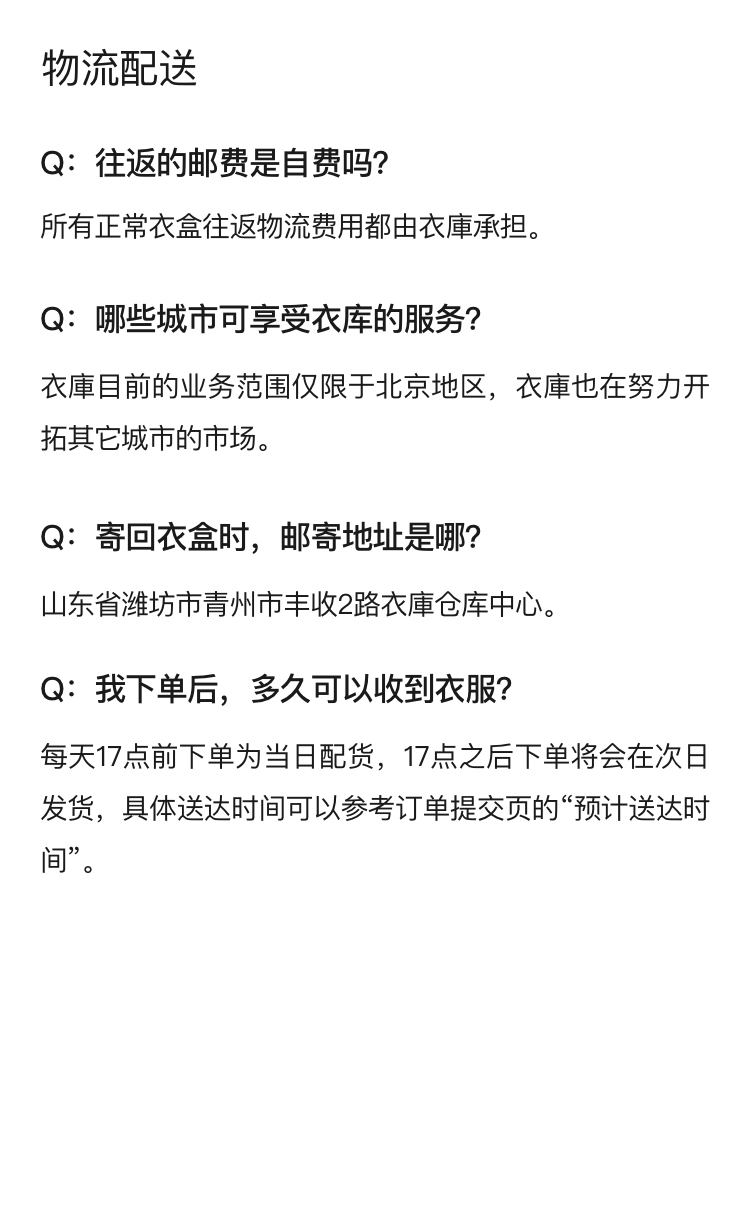 物流配送
Q：往返的邮费是自费吗？
所有正常衣盒往返物流费用都由衣庫承担。
Q：哪些城市可享受衣库的服务？
衣庫目前的业务范围仅限于北京地区，衣庫也在努力开
拓其它城市的市场。
Q：寄回衣盒时，邮寄地址是哪？
山东省潍坊市青州市丰收2路衣庫仓库中心。
Q：我下单后，多久可以收到衣服？
每天17点前下单为当日配货，17点之后下单将会在次日
发货，具体送达时间可以参考订单提交页的“预计送达时
间”。